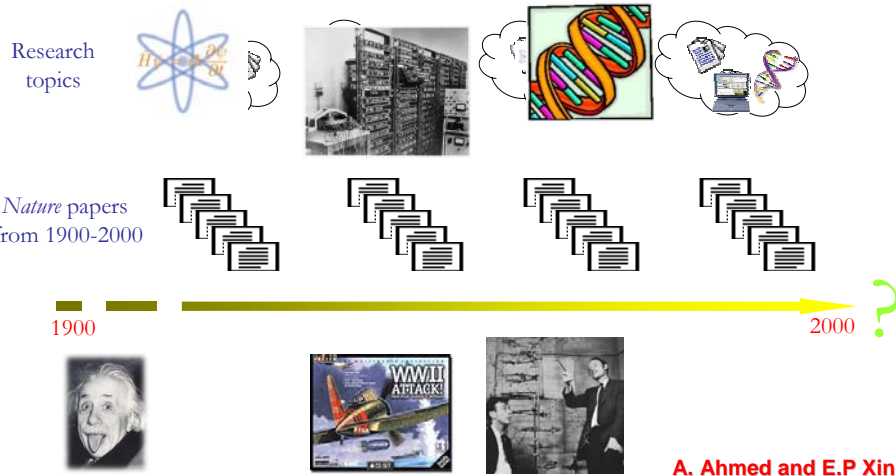 Research
topics
Nature papers
from 1900-2000
1900
2000
?
WWII
ATTACK!
A. Ahmed and E.P Xin